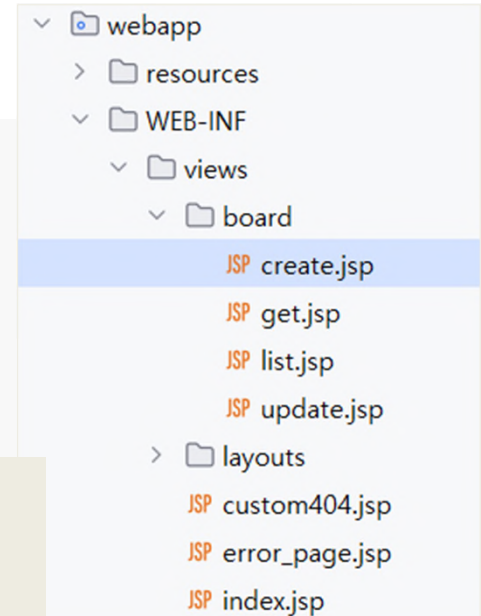 webapp
resources
WEB-INF
views
board
JSP create.jsp
JSP get.jsp
JSP list.jsp
JSP update.jsp
layouts
JSP custom404.jsp
JSP error_page.jsp
JSP index.jsp